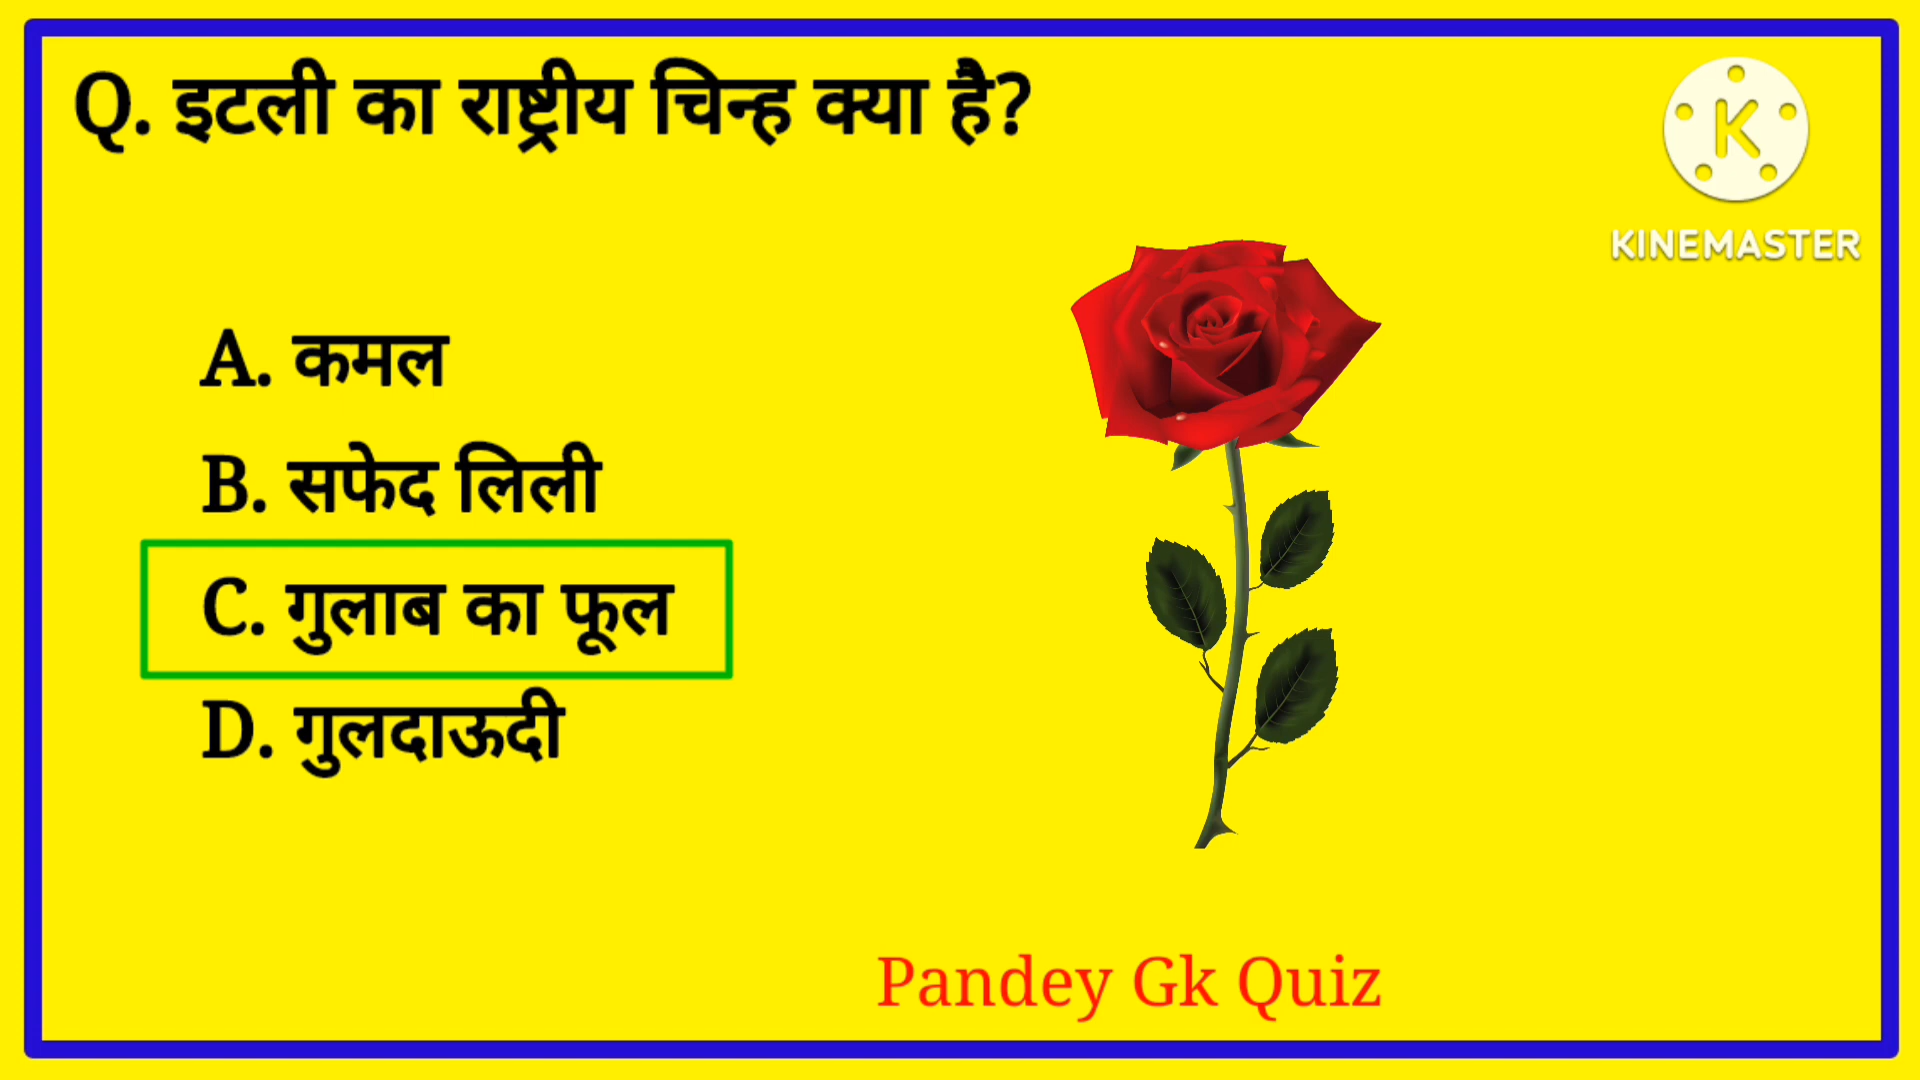 Q. इटली का राष्ट्रीय चिन्ह क्या है?
K
KINEMASTER
A. कमल
B. सफेद लिली
C. गुलाब का फूल
D. गुलदाऊदी
Pandey Gk Quiz